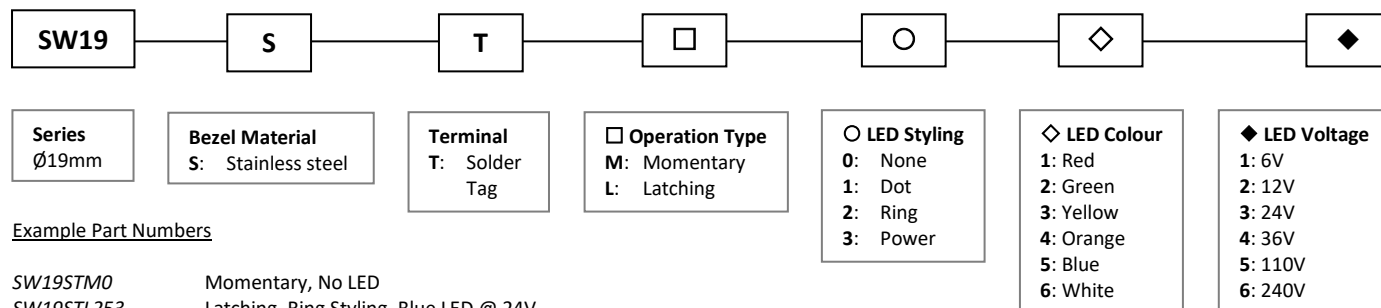 SW19 S T □ ○ ◇ ◆
Series
Ø19mm
Bezel Material
S: Stainless steel
Terminal
T: Solder
Tag
□ Operation Type
M: Momentary
L: Latching
○ LED Styling
0: None
1: Dot
2: Ring
3: Power
◇ LED Colour
1: Red
2: Green
3: Yellow
4: Orange
5: Blue
6: White
◆ LED Voltage
1: 6V
2: 12V
3: 24V
4: 36V
5: 110V
6: 240V
Example Part Numbers
SW19STM0 Momentary, No LED
SW19STL253 Latching, Ring Styling, Blue LED @ 24V